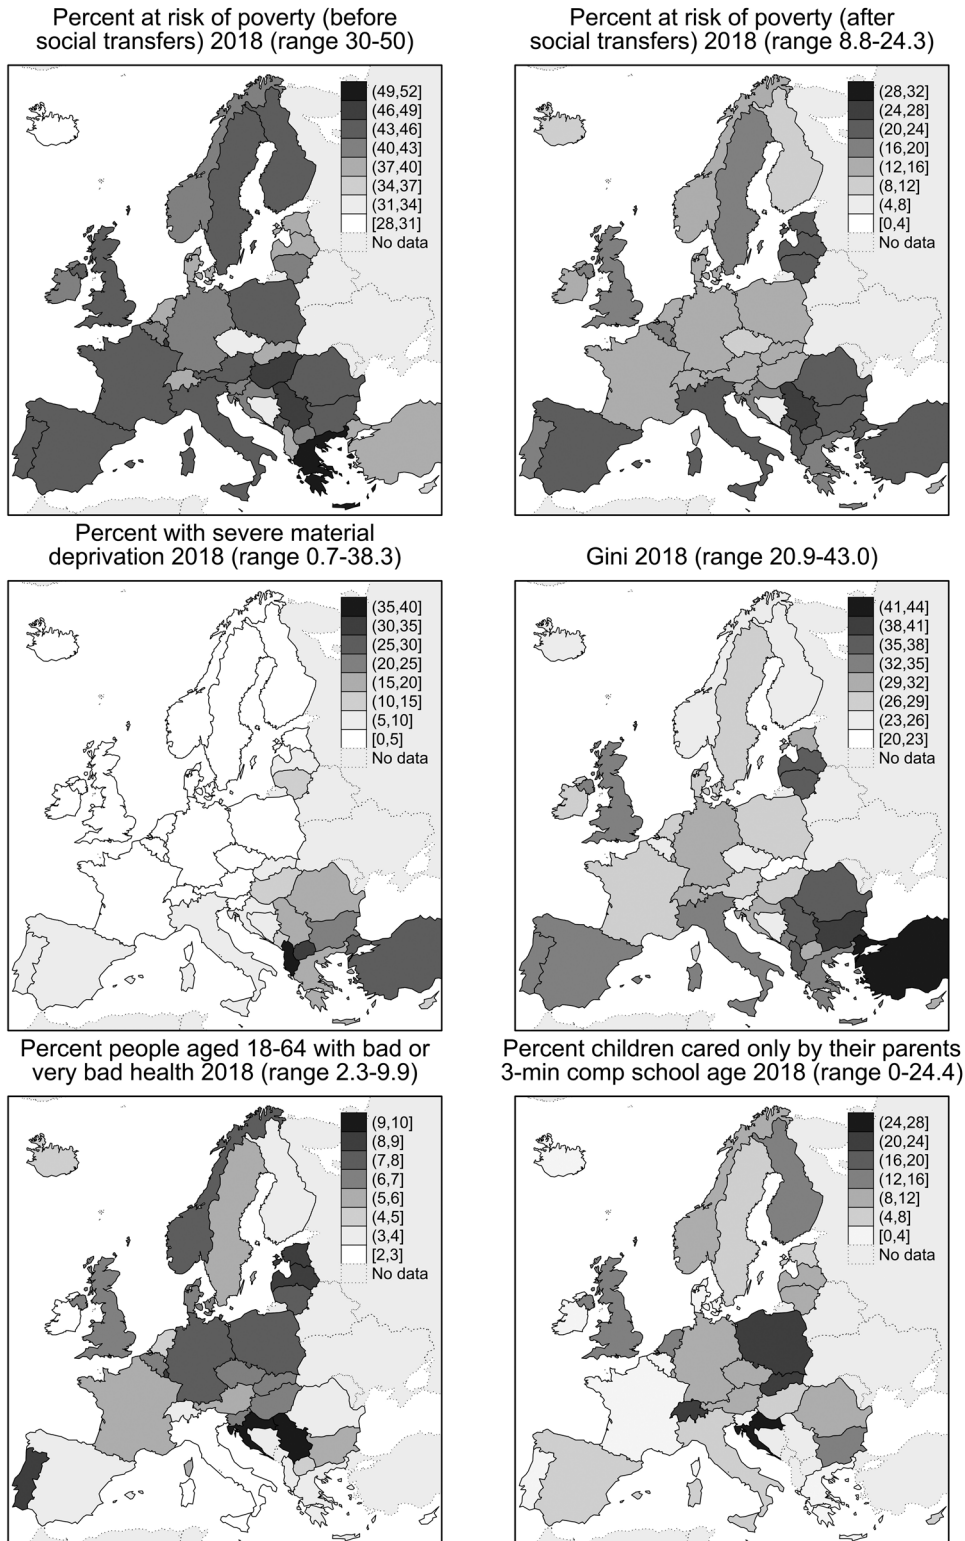 Percent at risk of poverty (before
social transfers) 2018 (range 30-50)
(49,52]
(46,49]
(43,46]
(40,43]
(37,40]
(34,37]
(31,34]
[28,31]
No data
Percent at risk of poverty (after
social transfers) 2018 (range 8.8-24.3)
(28,32]
(24,28]
(20,24]
(16,20]
(12,16]
(8,12]
(4,8]
[0,4]
No data
Percent with severe material
deprivation 2018 (range 0.7-38.3)
(35,40]
(30,35]
(25,30]
(20,25]
(15,20]
(10,15]
(5,10]
[0,5]
No data
Gini 2018 (range 20.9-43.0)
(41,44]
(38,41]
(35,38]
(32,35]
(29,32]
(26,29]
(23,26]
[20,23]
No data
Percent people aged 18-64 with bad or
very bad health 2018 (range 2.3-9.9)
(9,10]
(8,9]
(7,8]
(6,7]
(5,6]
(4,5]
(3,4]
[2,3]
No data
Percent children cared only by their parents
3-min comp school age 2018 (range 0-24.4)
(24,28]
(20,24]
(16,20]
(12,16]
(8,12]
(4,8]
[0,4]
No data